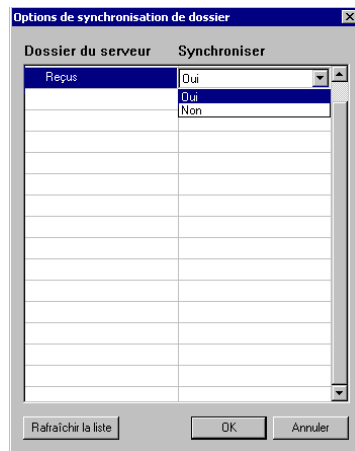 Options de synchronisation de dossier
Dossier du serveur Synchroniser
Reçus Oui
Oui
Non
Rafraîchir la liste OK Annuler